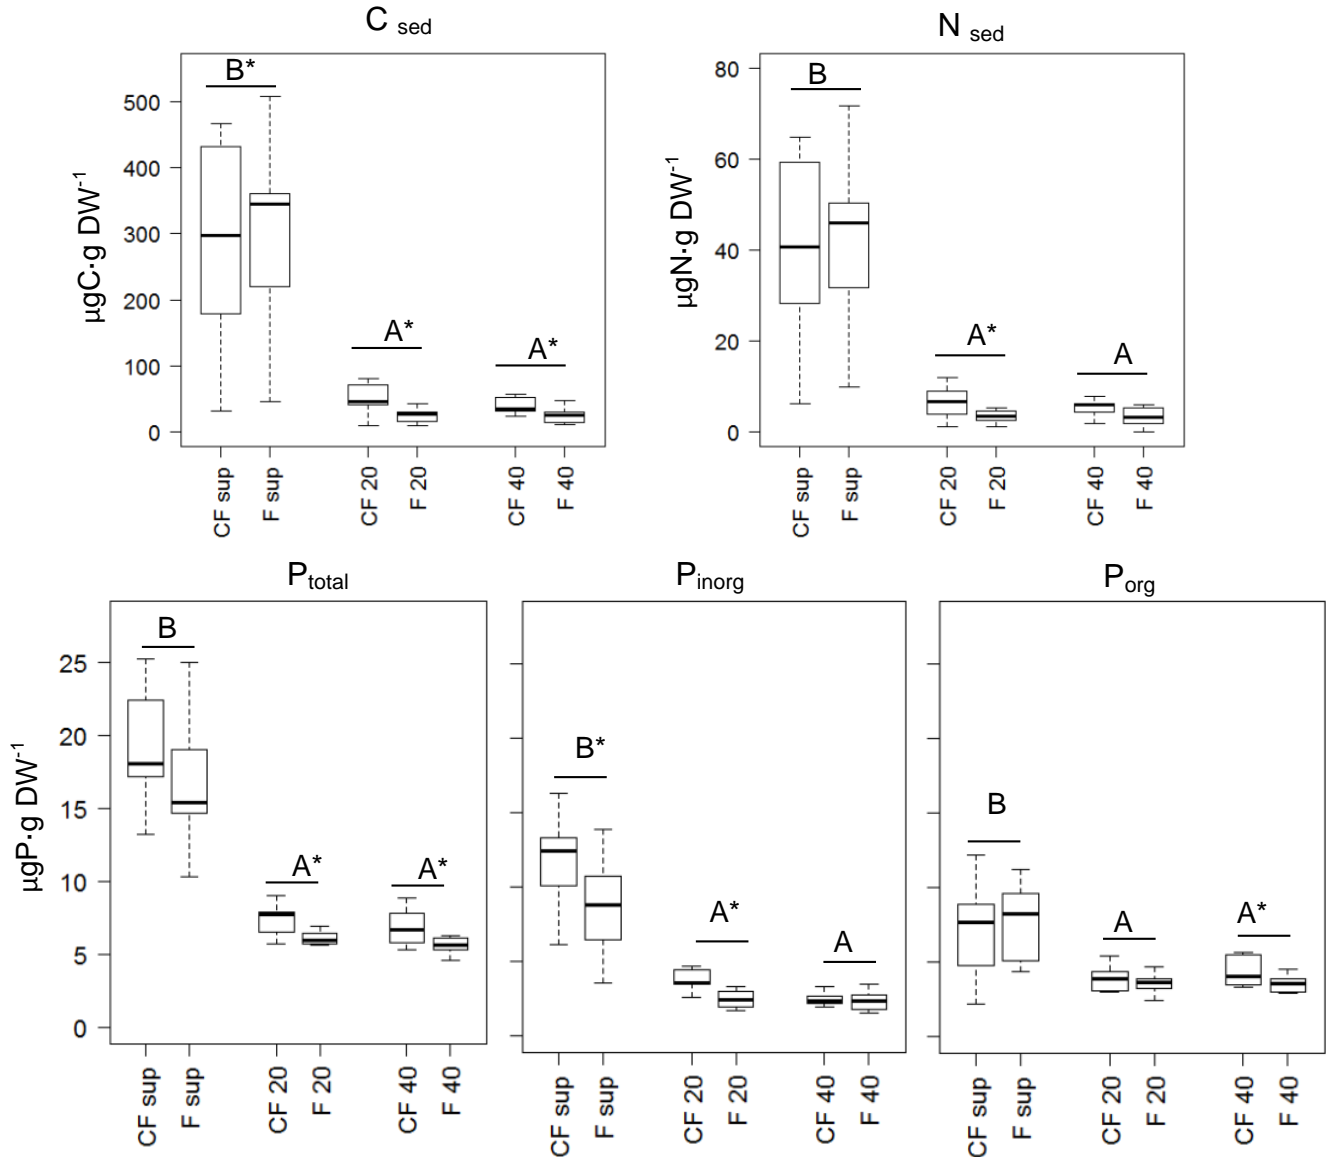 C sed
B*
A*
A*
500
400
300
200
100
0
µgC·g DW-1
CF sup
F sup
CF 20
F 20
CF 40
F 40
N sed
B
A*
A
80
60
40
20
0
µgN·g DW-1
CF sup
F sup
CF 20
F 20
CF 40
F 40
Ptotal
B
A*
A*
25
20
15
10
5
0
µgP·g DW-1
CF sup
F sup
CF 20
F 20
CF 40
F 40
Pinorg
B*
A*
A
CF sup
F sup
CF 20
F 20
CF 40
F 40
Porg
B
A
A*
CF sup
F sup
CF 20
F 20
CF 40
F 40